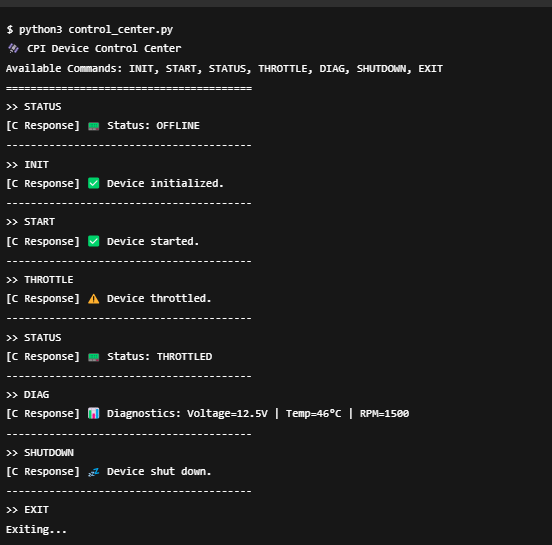 $ python3 control_center.py
🛰️ CPI Device Control Center
Available Commands: INIT, START, STATUS, THROTTLE, DIAG, SHUTDOWN, EXIT
========================================
>> STATUS
[C Response] 📟 Status: OFFLINE
----------------------------------------
>> INIT
[C Response] ✅ Device initialized.
----------------------------------------
>> START
[C Response] ✅ Device started.
----------------------------------------
>> THROTTLE
[C Response] ⚠️ Device throttled.
----------------------------------------
>> STATUS
[C Response] 📟 Status: THROTTLED
----------------------------------------
>> DIAG
[C Response] 📊 Diagnostics: Voltage=12.5V | Temp=46°C | RPM=1500
----------------------------------------
>> SHUTDOWN
[C Response] 💤 Device shut down.
----------------------------------------
>> EXIT
Exiting...